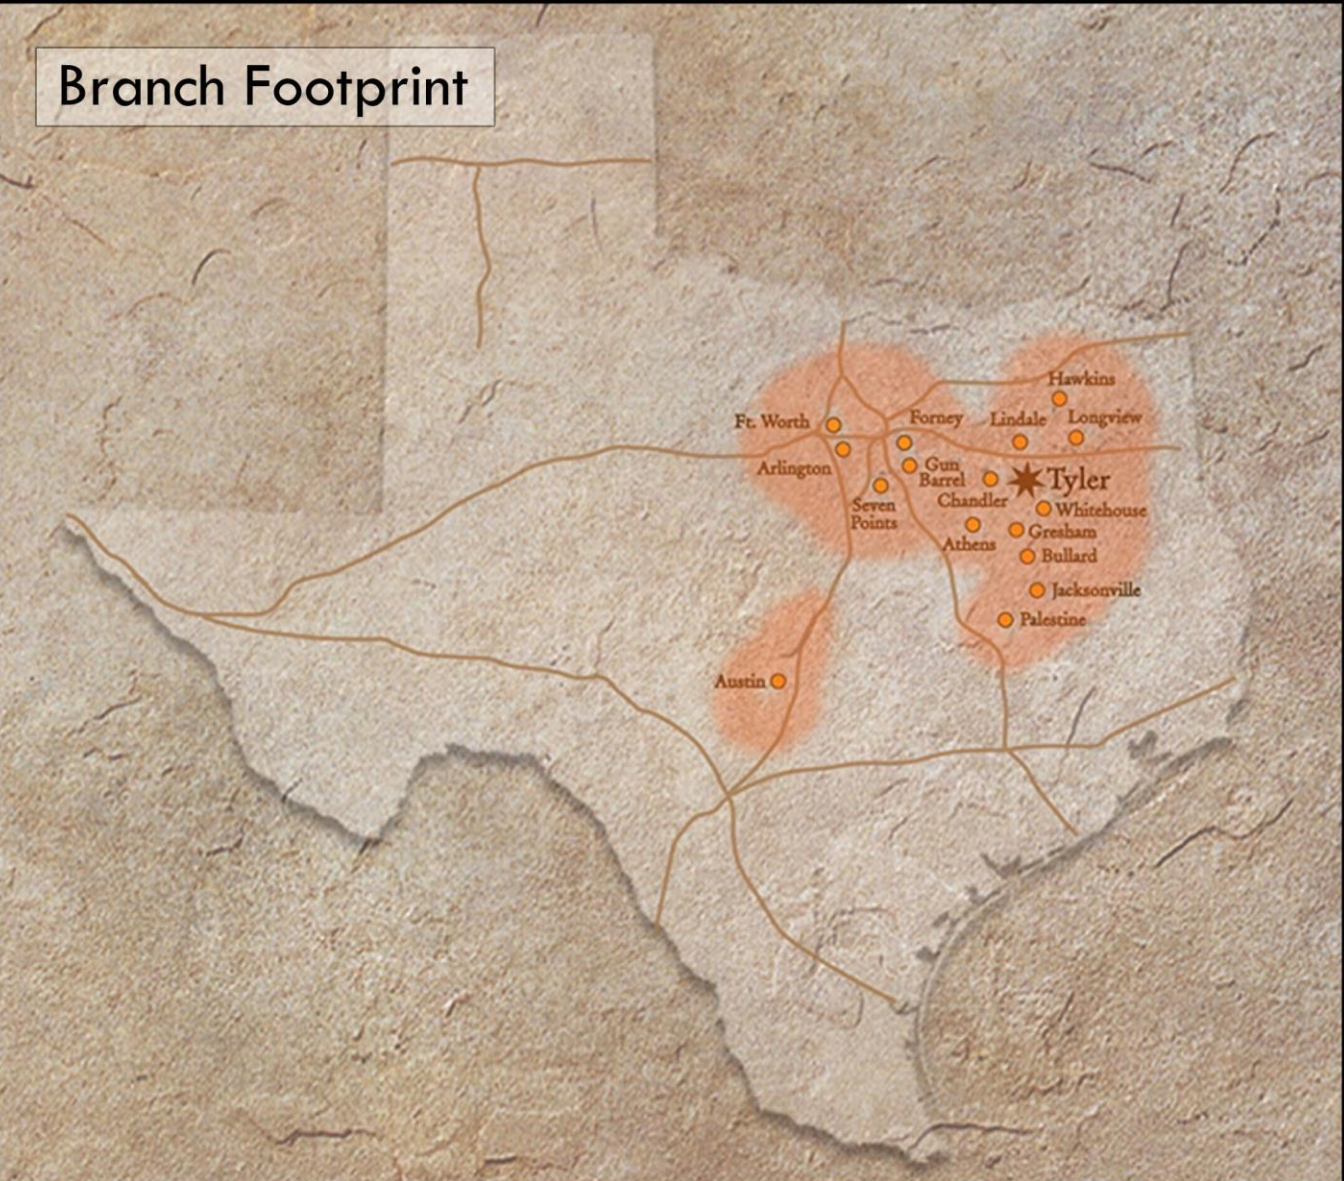 Branch Footprint
Hawkins
Ft. Worth
Forney
Lindale
Longview
Arlington
Gun
Barrel
Tyler
Seven
Points
Chandler
Whitehouse
Athens
Gresham
Bullard
Jacksonville
Palestine
Austin